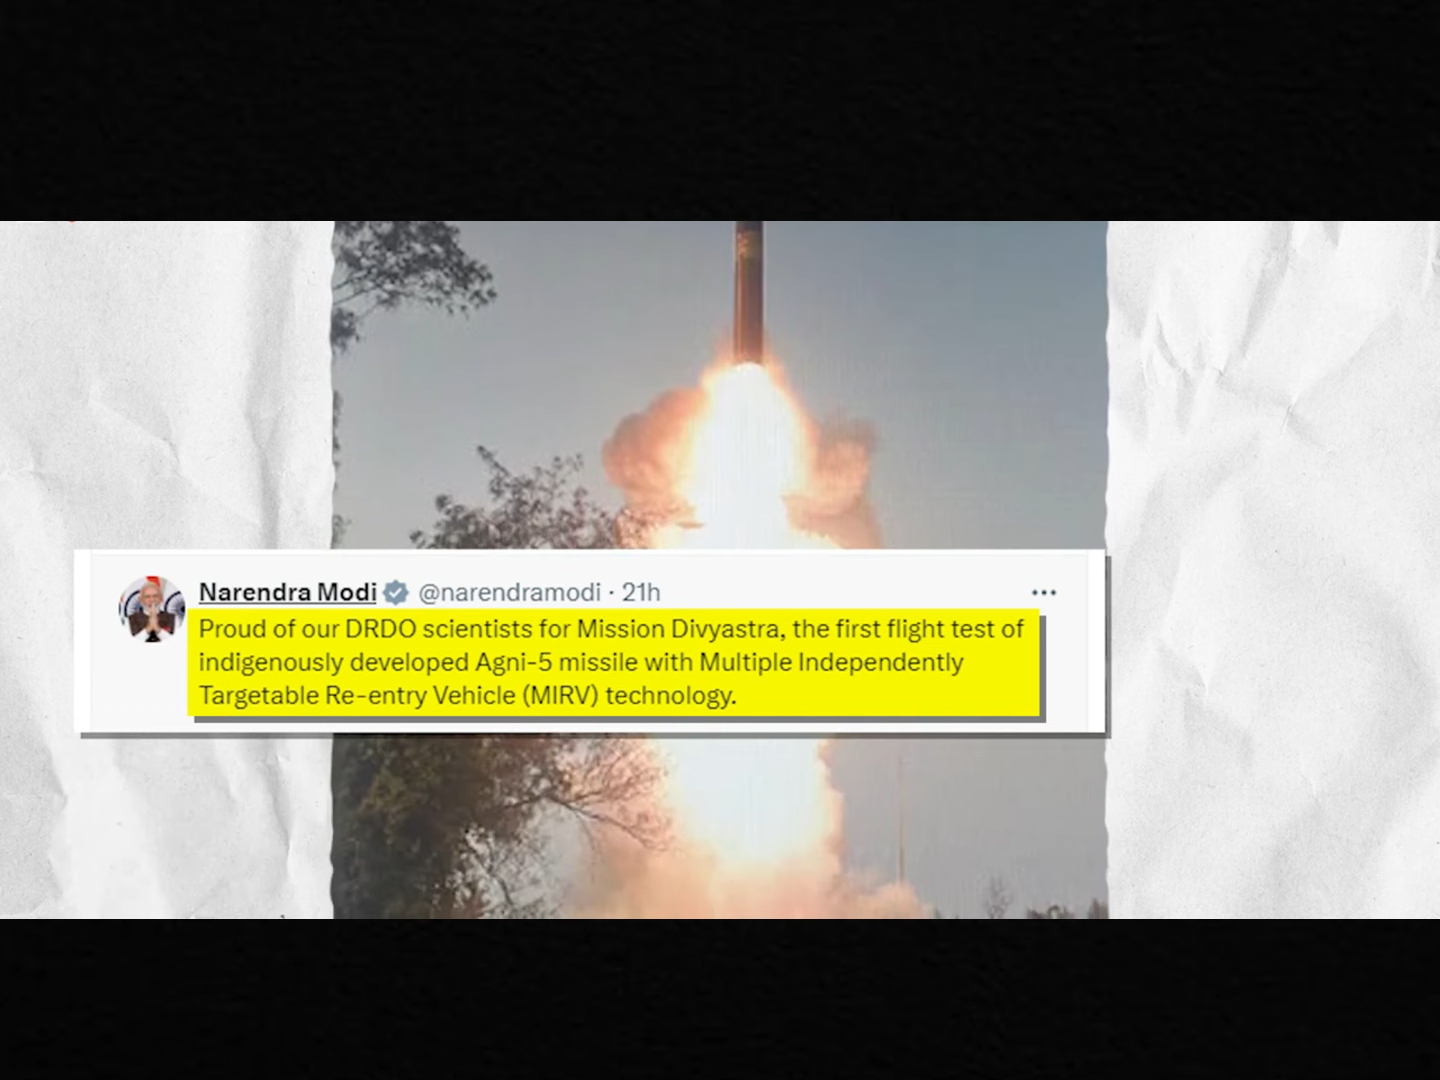 Narendra Modi @narendramodi · 21h
Proud of our DRDO scientists for Mission Divyastra, the first flight test of
indigenously developed Agni-5 missile with Multiple Independently
Targetable Re-entry Vehicle (MIRV) technology.